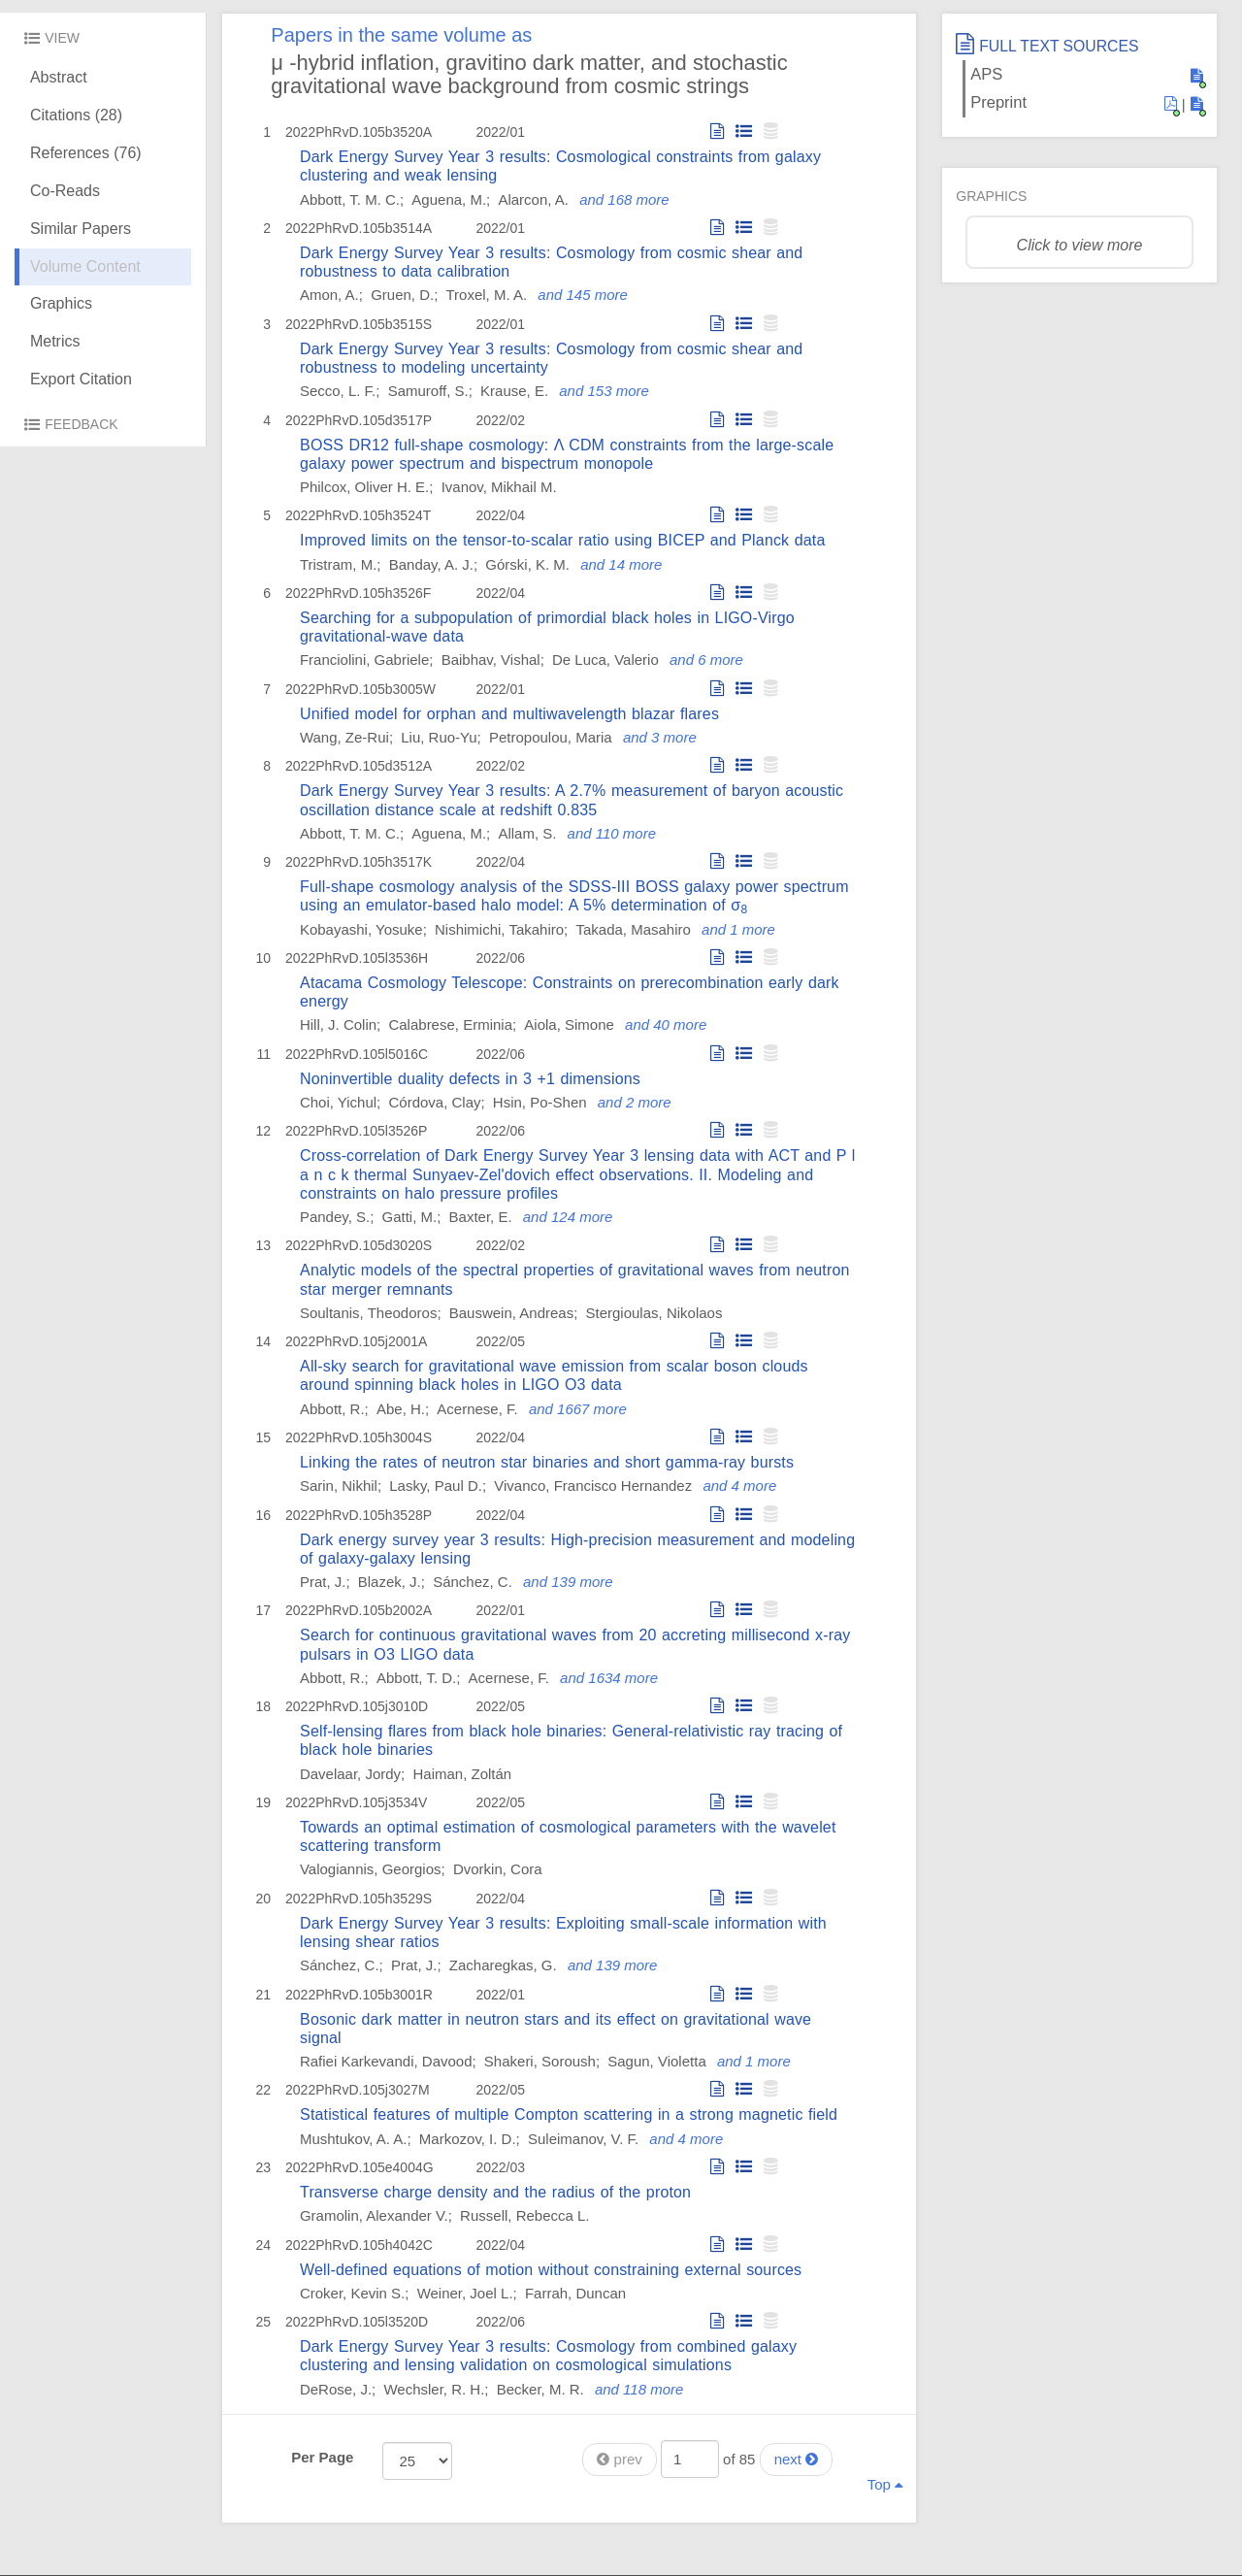 VIEW
Abstract
Citations (28)
References (76)
Co-Reads
Similar Papers
Volume Content
Graphics
Metrics
Export Citation
FEEDBACK
Papers in the same volume as
μ -hybrid inflation, gravitino dark matter, and stochastic
gravitational wave background from cosmic strings
1 2022PhRvD.105b3520A 2022/01
Dark Energy Survey Year 3 results: Cosmological constraints from galaxy
clustering and weak lensing
Abbott, T. M. C.; Aguena, M.; Alarcon, A. and 168 more
2 2022PhRvD.105b3514A 2022/01
Dark Energy Survey Year 3 results: Cosmology from cosmic shear and
robustness to data calibration
Amon, A.; Gruen, D.; Troxel, M. A. and 145 more
3 2022PhRvD.105b3515S 2022/01
Dark Energy Survey Year 3 results: Cosmology from cosmic shear and
robustness to modeling uncertainty
Secco, L. F.; Samuroff, S.; Krause, E. and 153 more
4 2022PhRvD.105d3517P 2022/02
BOSS DR12 full-shape cosmology: Λ CDM constraints from the large-scale
galaxy power spectrum and bispectrum monopole
Philcox, Oliver H. E.; Ivanov, Mikhail M.
5 2022PhRvD.105h3524T 2022/04
Improved limits on the tensor-to-scalar ratio using BICEP and Planck data
Tristram, M.; Banday, A. J.; Górski, K. M. and 14 more
6 2022PhRvD.105h3526F 2022/04
Searching for a subpopulation of primordial black holes in LIGO-Virgo
gravitational-wave data
Franciolini, Gabriele; Baibhav, Vishal; De Luca, Valerio and 6 more
7 2022PhRvD.105b3005W 2022/01
Unified model for orphan and multiwavelength blazar flares
Wang, Ze-Rui; Liu, Ruo-Yu; Petropoulou, Maria and 3 more
8 2022PhRvD.105d3512A 2022/02
Dark Energy Survey Year 3 results: A 2.7% measurement of baryon acoustic
oscillation distance scale at redshift 0.835
Abbott, T. M. C.; Aguena, M.; Allam, S. and 110 more
9 2022PhRvD.105h3517K 2022/04
Full-shape cosmology analysis of the SDSS-III BOSS galaxy power spectrum
using an emulator-based halo model: A 5% determination of σ8
Kobayashi, Yosuke; Nishimichi, Takahiro; Takada, Masahiro and 1 more
10 2022PhRvD.105l3536H 2022/06
Atacama Cosmology Telescope: Constraints on prerecombination early dark
energy
Hill, J. Colin; Calabrese, Erminia; Aiola, Simone and 40 more
11 2022PhRvD.105l5016C 2022/06
Noninvertible duality defects in 3 +1 dimensions
Choi, Yichul; Córdova, Clay; Hsin, Po-Shen and 2 more
12 2022PhRvD.105l3526P 2022/06
Cross-correlation of Dark Energy Survey Year 3 lensing data with ACT and P l
a n c k thermal Sunyaev-Zel'dovich effect observations. II. Modeling and
constraints on halo pressure profiles
Pandey, S.; Gatti, M.; Baxter, E. and 124 more
13 2022PhRvD.105d3020S 2022/02
Analytic models of the spectral properties of gravitational waves from neutron
star merger remnants
Soultanis, Theodoros; Bauswein, Andreas; Stergioulas, Nikolaos
14 2022PhRvD.105j2001A 2022/05
All-sky search for gravitational wave emission from scalar boson clouds
around spinning black holes in LIGO O3 data
Abbott, R.; Abe, H.; Acernese, F. and 1667 more
15 2022PhRvD.105h3004S 2022/04
Linking the rates of neutron star binaries and short gamma-ray bursts
Sarin, Nikhil; Lasky, Paul D.; Vivanco, Francisco Hernandez and 4 more
16 2022PhRvD.105h3528P 2022/04
Dark energy survey year 3 results: High-precision measurement and modeling
of galaxy-galaxy lensing
Prat, J.; Blazek, J.; Sánchez, C. and 139 more
17 2022PhRvD.105b2002A 2022/01
Search for continuous gravitational waves from 20 accreting millisecond x-ray
pulsars in O3 LIGO data
Abbott, R.; Abbott, T. D.; Acernese, F. and 1634 more
18 2022PhRvD.105j3010D 2022/05
Self-lensing flares from black hole binaries: General-relativistic ray tracing of
black hole binaries
Davelaar, Jordy; Haiman, Zoltán
19 2022PhRvD.105j3534V 2022/05
Towards an optimal estimation of cosmological parameters with the wavelet
scattering transform
Valogiannis, Georgios; Dvorkin, Cora
20 2022PhRvD.105h3529S 2022/04
Dark Energy Survey Year 3 results: Exploiting small-scale information with
lensing shear ratios
Sánchez, C.; Prat, J.; Zacharegkas, G. and 139 more
21 2022PhRvD.105b3001R 2022/01
Bosonic dark matter in neutron stars and its effect on gravitational wave
signal
Rafiei Karkevandi, Davood; Shakeri, Soroush; Sagun, Violetta and 1 more
22 2022PhRvD.105j3027M 2022/05
Statistical features of multiple Compton scattering in a strong magnetic field
Mushtukov, A. A.; Markozov, I. D.; Suleimanov, V. F. and 4 more
23 2022PhRvD.105e4004G 2022/03
Transverse charge density and the radius of the proton
Gramolin, Alexander V.; Russell, Rebecca L.
24 2022PhRvD.105h4042C 2022/04
Well-defined equations of motion without constraining external sources
Croker, Kevin S.; Weiner, Joel L.; Farrah, Duncan
25 2022PhRvD.105l3520D 2022/06
Dark Energy Survey Year 3 results: Cosmology from combined galaxy
clustering and lensing validation on cosmological simulations
DeRose, J.; Wechsler, R. H.; Becker, M. R. and 118 more
Per Page 25 prev 1 of 85 next
Top
FULL TEXT SOURCES
APS
Preprint |
GRAPHICS
Click to view more